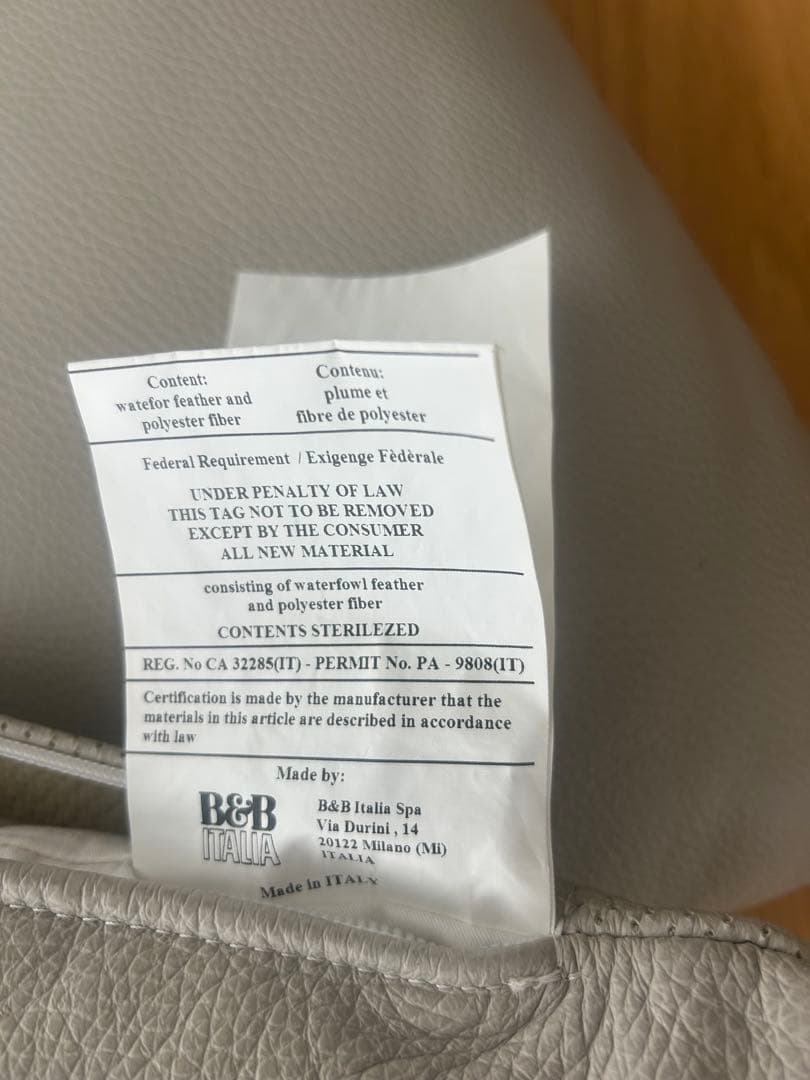 Content:
watefor feather and
polyester fiber
Contenu:
plume et
fibre de polyester
Federal Requirement / Exigenge Fèdèrale
UNDER PENALTY OF LAW
THIS TAG NOT TO BE REMOVED
EXCEPT BY THE CONSUMER
ALL NEW MATERIAL
consisting of waterfowl feather
and polyester fiber
CONTENTS STERILEZED
REG. No CA 32285(IT) - PERMIT No. PA - 9808(IT)
Certification is made by the manufacturer that the
materials in this article are described in accordance
with law
Made by:
B&B
ITALIA
B&B Italia Spa
Via Durini , 14
20122 Milano (Mi)
ITALIA
Made in ITALY